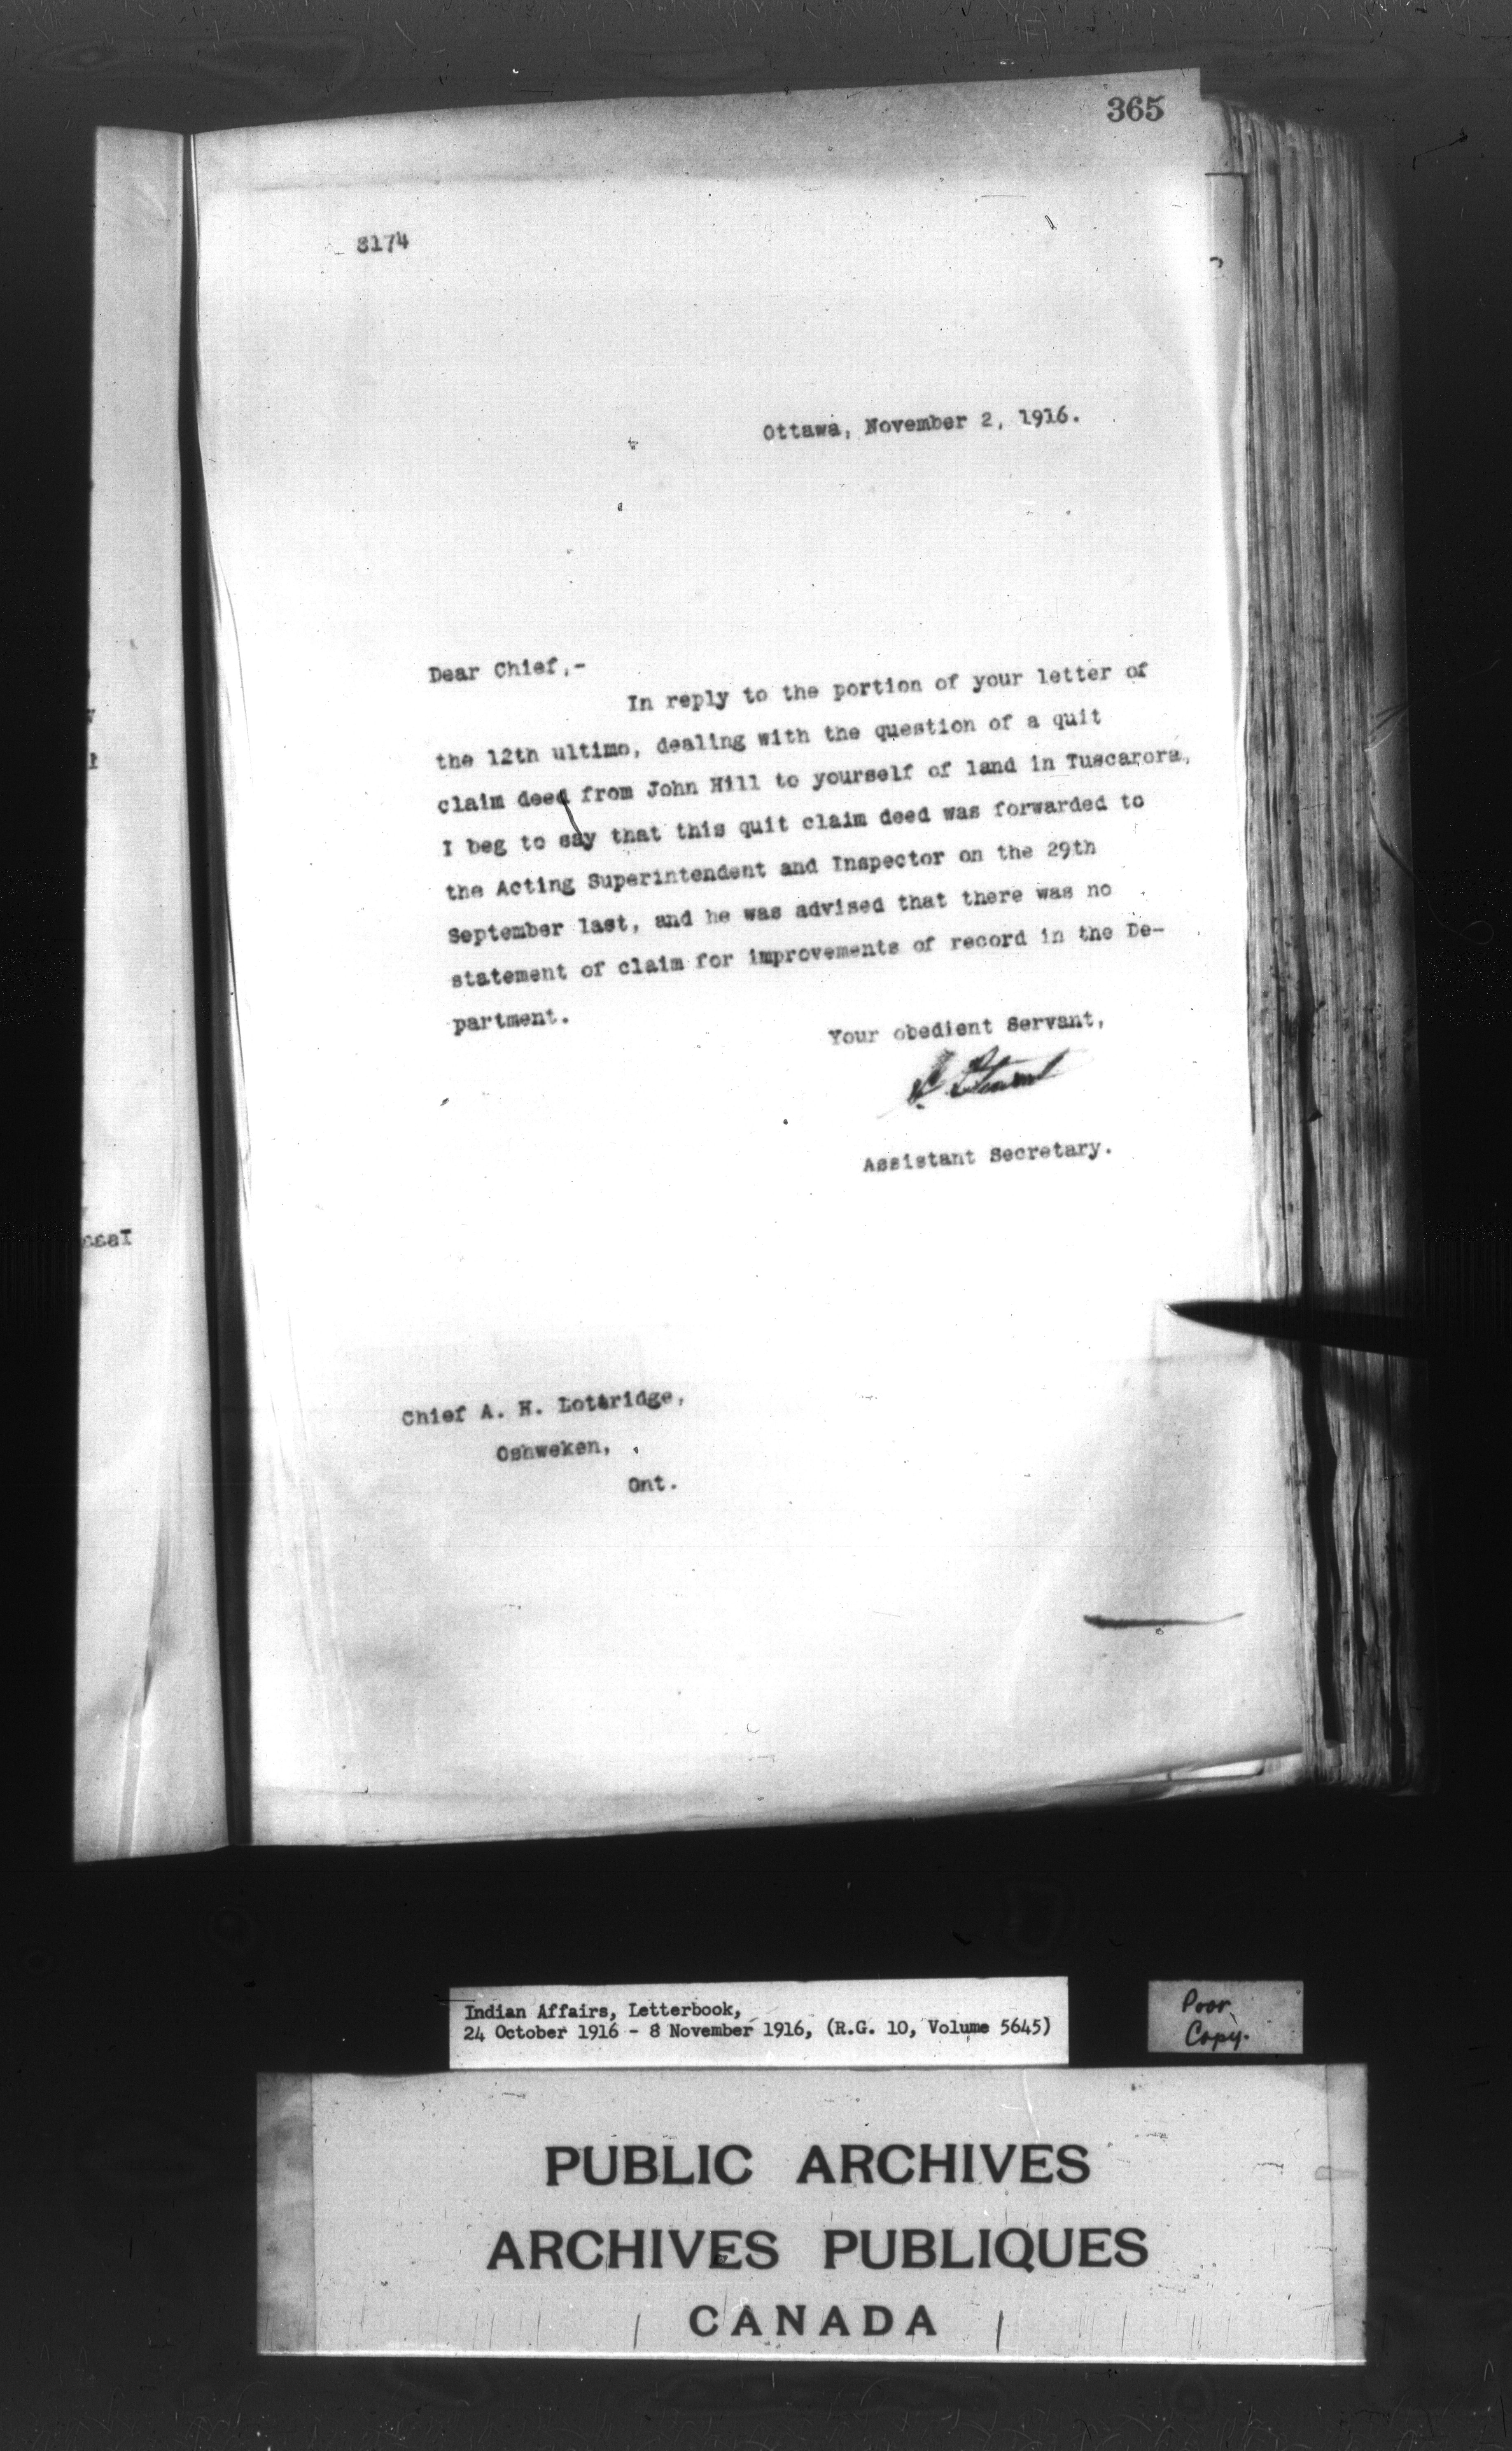 365
3174
Ottawa, November 2, 1916.
Dear Chief,-
In reply to the portion of your letter of
the 12th ultimo, dealing with the question of a quit
claim deed from John Hill to yourself of land in Tuscarora,
I beg to say that this quit claim deed was forwarded to
the Acting Superintendent and Inspector on the 29th
September last, and he was advised that there was no
statement of claim for improvements of record in the De-
partment.
Your obedient Servant,
Assistant Secretary.
Chief A. H. Lottridge,
Oshweken,
Ont.
Indian Affairs, Letterbook,
24 October 1916 - 8 November 1916, (R.G. 10, Volume 5645)
Poor
Copy.
PUBLIC ARCHIVES
ARCHIVES PUBLIQUES
CANADA